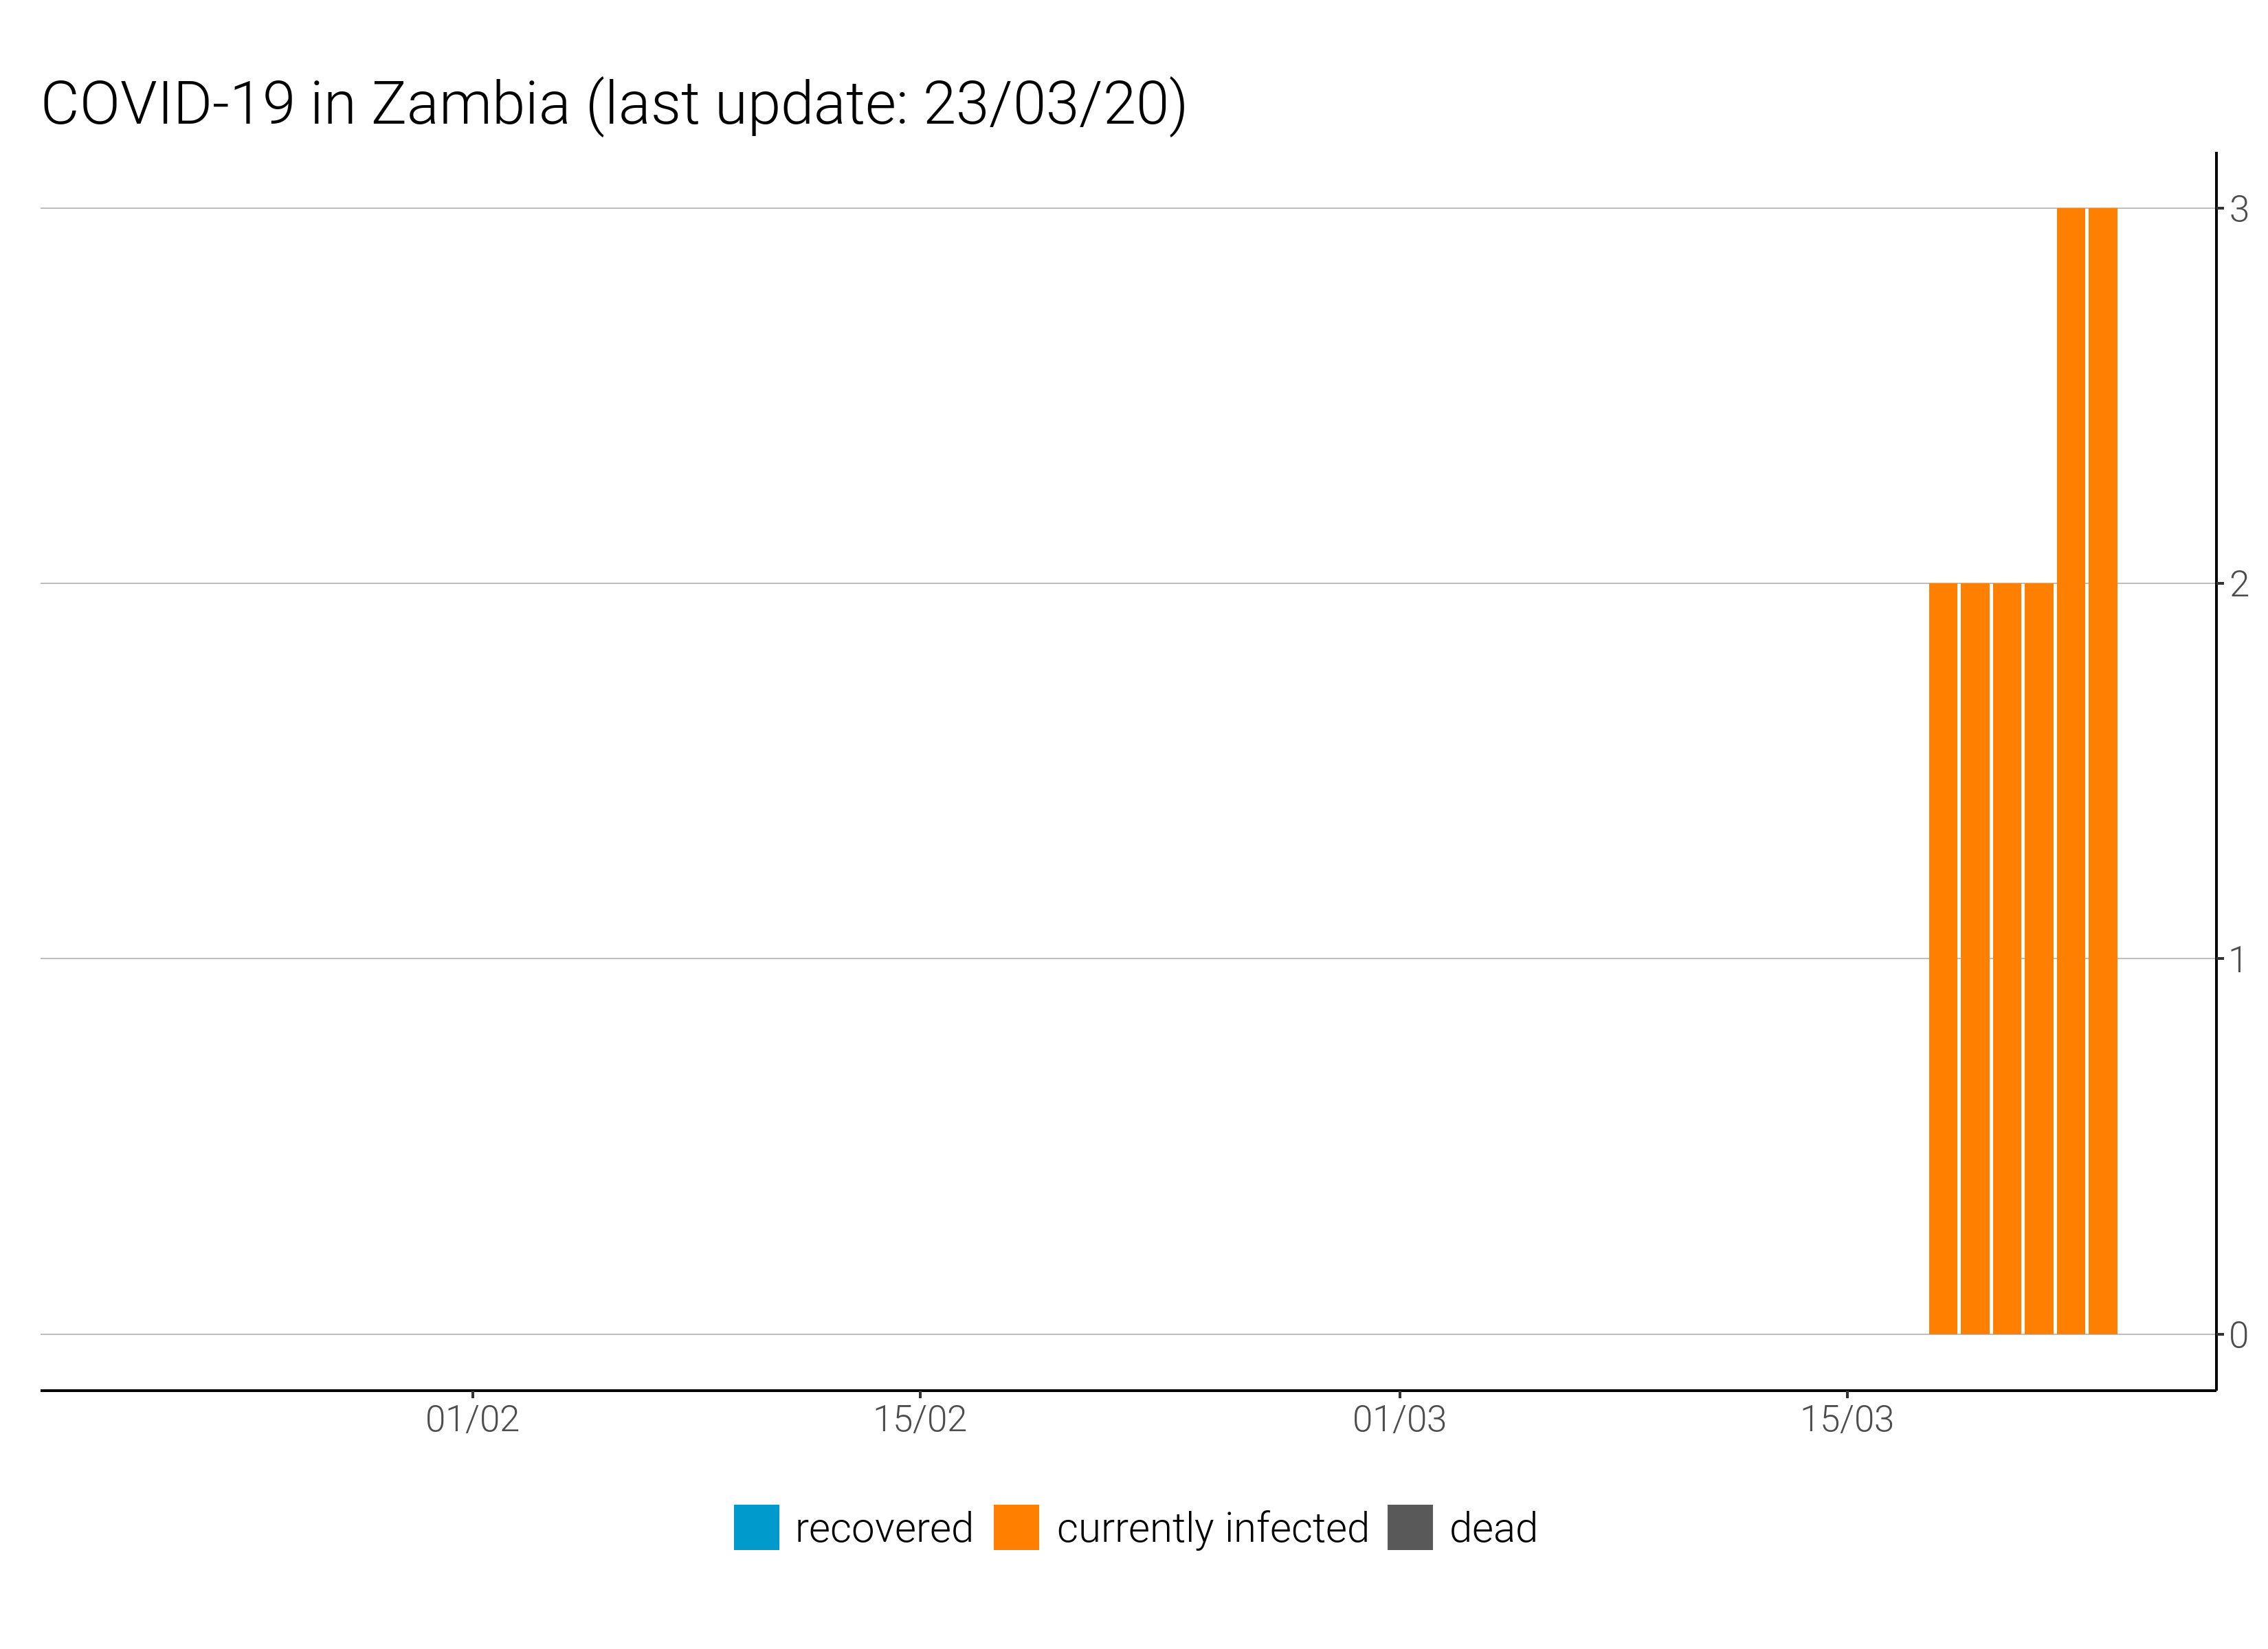 COVID-19 in Zambia (last update: 23/03/20)
3
2
1
0
01/02 15/02 01/03 15/03
recovered currently infected dead